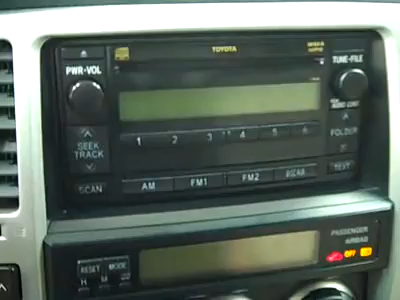 TOYOTA
PWR•VOL
TUNE•FILE
SEEK
TRACK
1 2 3 4 5 6
FOLDER
SCAN
AM FM1 FM2
TEXT
PASSENGER
AIRBAG
RESET MODE
H M
OFF